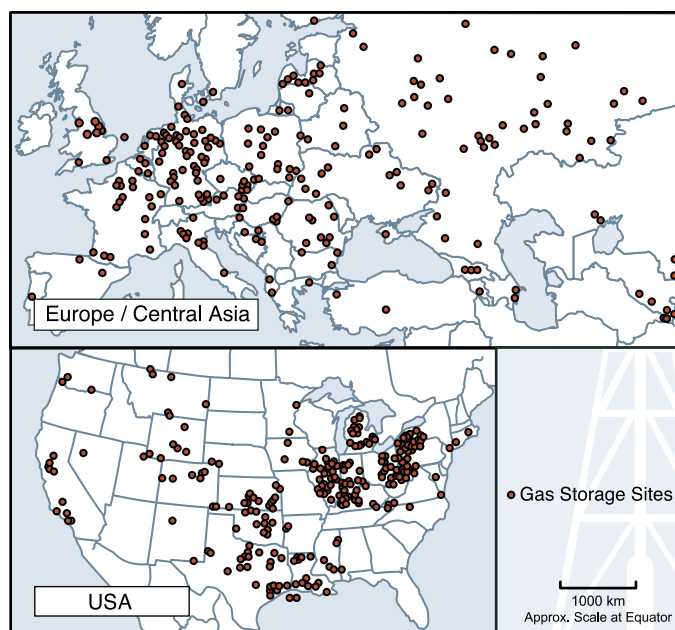 Europe / Central Asia
USA
Gas Storage Sites
1000 km
Approx. Scale at Equator